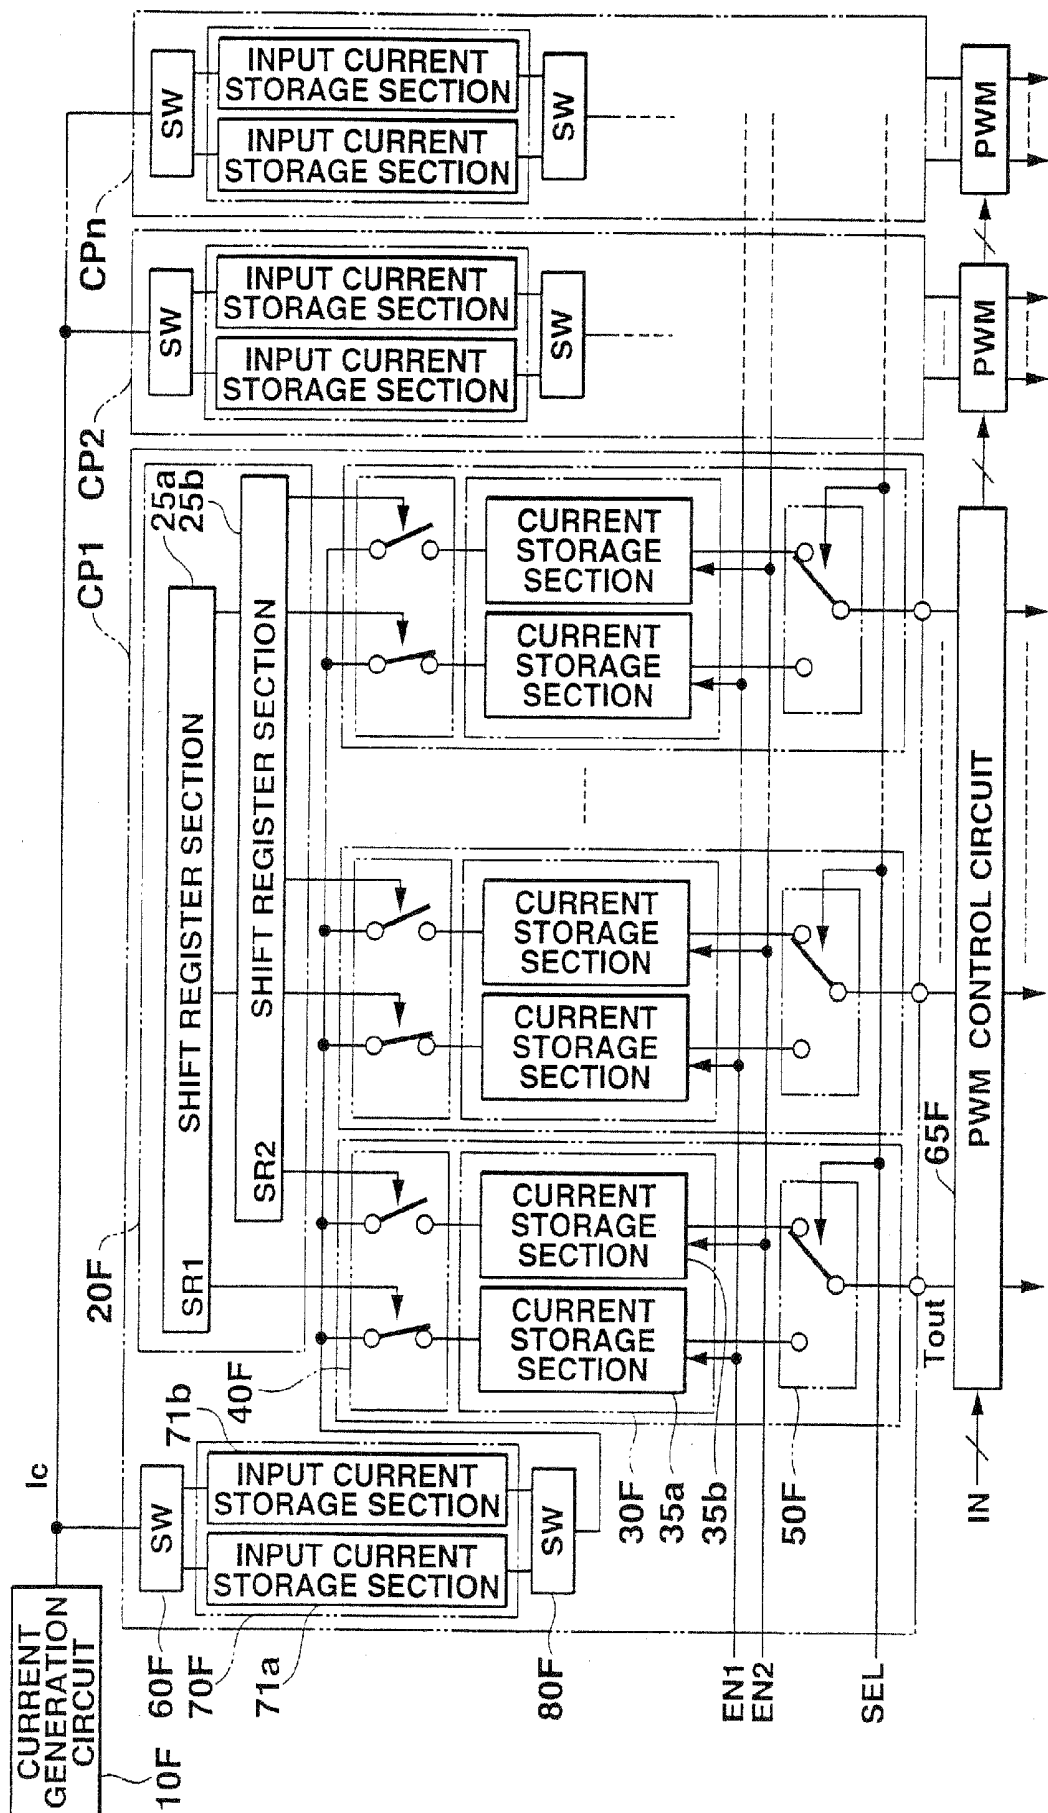 CURRENT
GENERATION
CIRCUIT
10F
Ic
CP1
CP2
CPn
20F
25a
25b
SR1
SHIFT REGISTER SECTION
SR2
SHIFT REGISTER SECTION
60F
70F
71a
71b
80F
SW
INPUT CURRENT
STORAGE SECTION
INPUT CURRENT
STORAGE SECTION
SW
40F
30F
35a
35b
50F
CURRENT
STORAGE
SECTION
CURRENT
STORAGE
SECTION
CURRENT
STORAGE
SECTION
CURRENT
STORAGE
SECTION
CURRENT
STORAGE
SECTION
CURRENT
STORAGE
SECTION
SW
INPUT CURRENT
STORAGE SECTION
INPUT CURRENT
STORAGE SECTION
SW
SW
INPUT CURRENT
STORAGE SECTION
INPUT CURRENT
STORAGE SECTION
SW
EN1
EN2
SEL
Tout
65F
IN
PWM CONTROL CIRCUIT
PWM
PWM